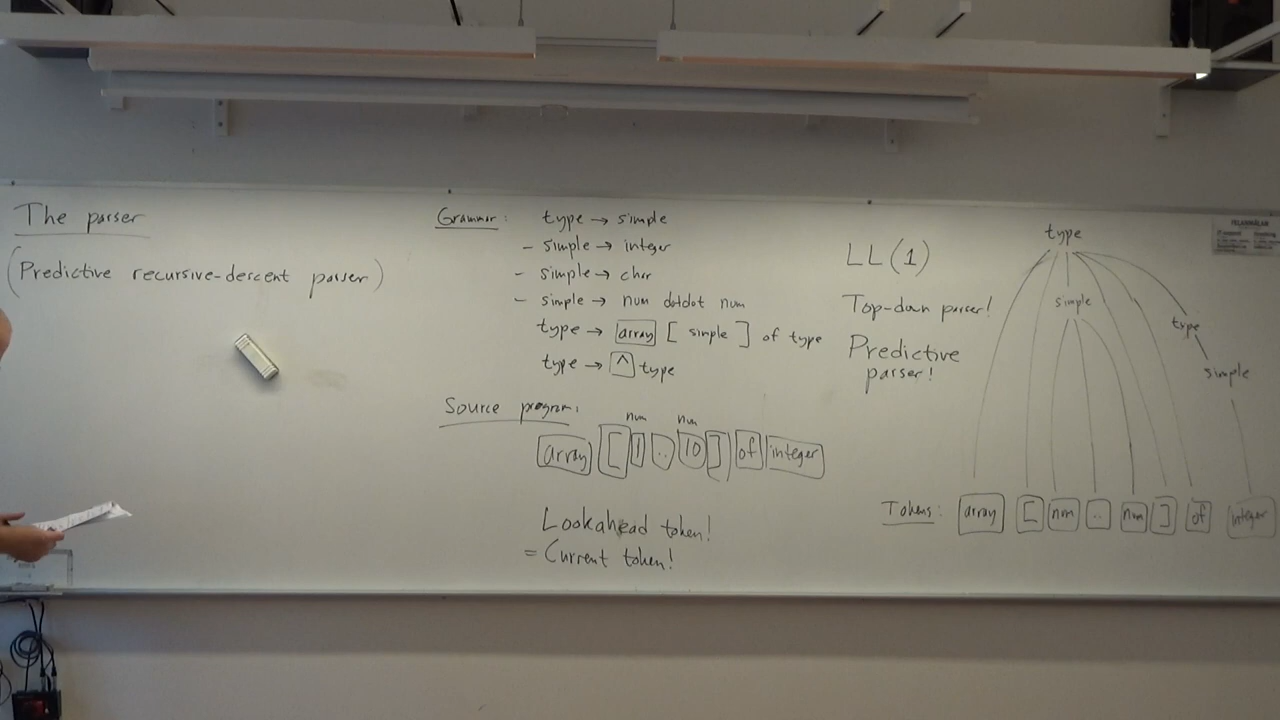 The parser
(Predictive recursive-descent parser)
Grammar: type → simple
- simple → integer
- simple → char
- simple → num dotdot num
type → array [ simple ] of type
type → ^ type
Source program:
num num
array [ 1 .. 10 ] of integer
Lookahead token!
= Current token!
LL(1)
Top-down parser!
Predictive
parser!
type
simple
type
simple
Tokens: array [ num .. num ] of integer